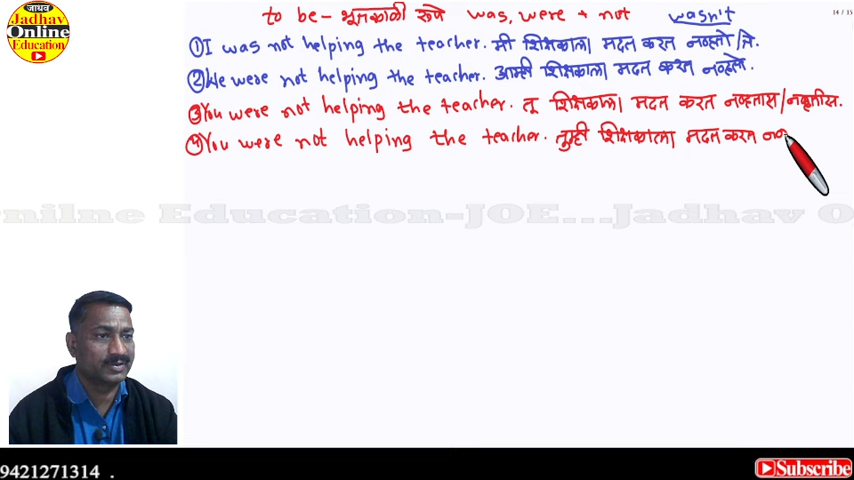 जाधव
Jadhav
Online
Education
to be - भूतकाळी रूपे was, were + not wasn't
14 / 15
① I was not helping the teacher. मी शिक्षकाला मदत करत नव्हतो/ते.
② We were not helping the teacher. आम्ही शिक्षकाला मदत करत नव्हतो.
③ You were not helping the teacher. तू शिक्षकाला मदत करत नव्हतास/नव्हतीस.
④ You were not helping the teacher. तुम्ही शिक्षकाला मदत करत नव्
Education-JOE...Jadhav O
9421271314 .
Subscribe